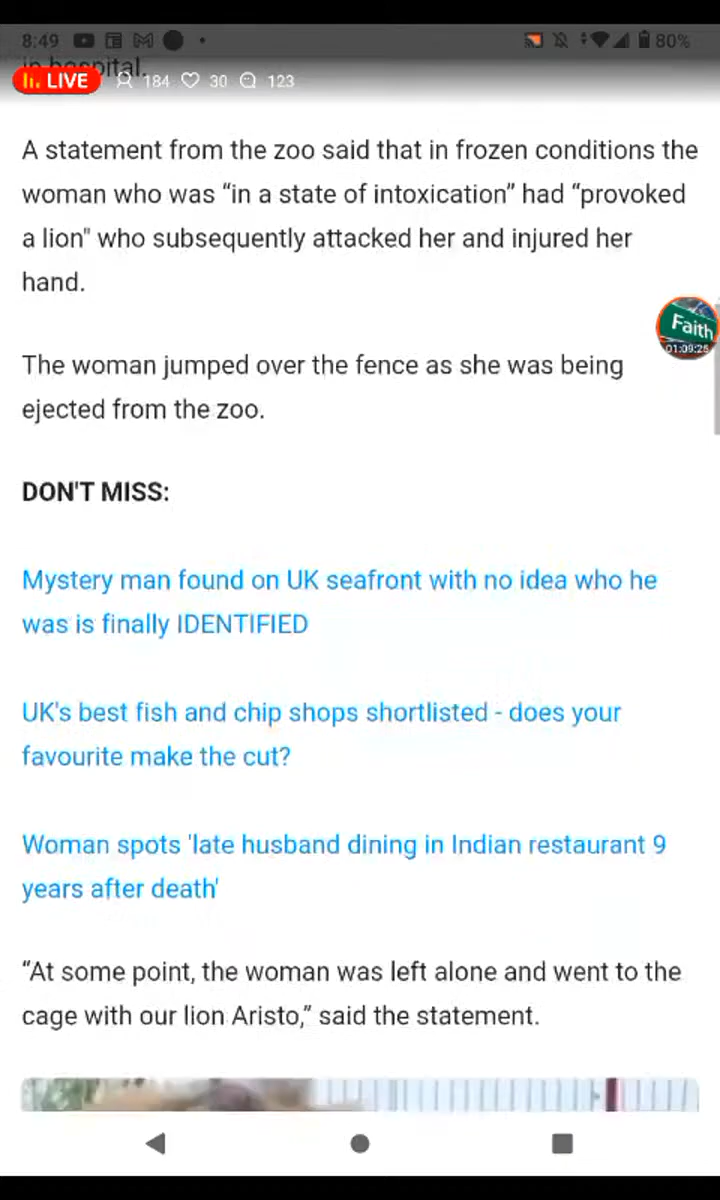 8:49
80%
in hospital.
LIVE 184 30 123
A statement from the zoo said that in frozen conditions the
woman who was “in a state of intoxication” had “provoked
a lion" who subsequently attacked her and injured her
hand.
Faith
01:09:26
The woman jumped over the fence as she was being
ejected from the zoo.
DON'T MISS:
Mystery man found on UK seafront with no idea who he
was is finally IDENTIFIED
UK's best fish and chip shops shortlisted - does your
favourite make the cut?
Woman spots 'late husband dining in Indian restaurant 9
years after death'
“At some point, the woman was left alone and went to the
cage with our lion Aristo,” said the statement.